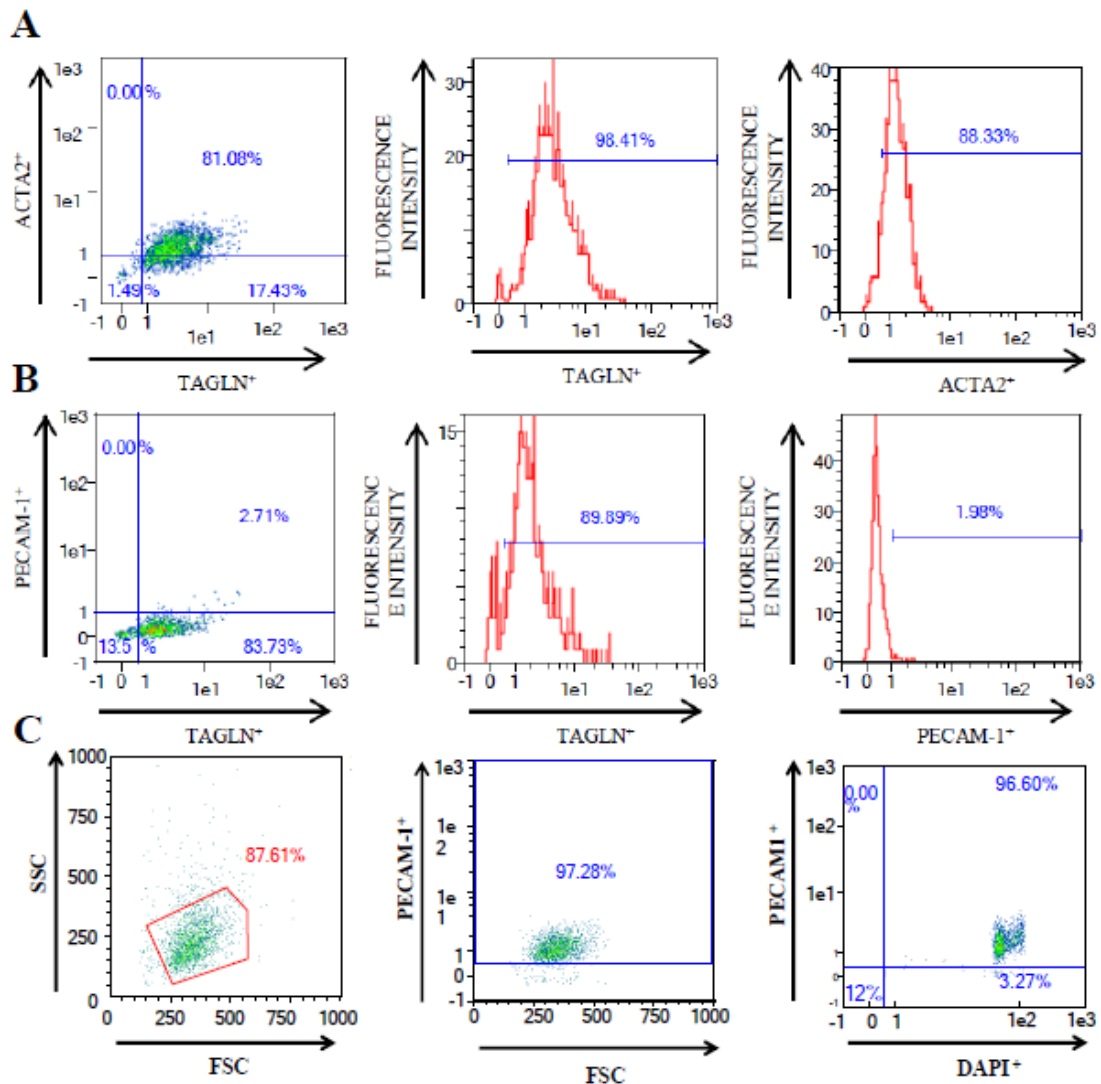 A
ACTA2+
1e3
1e2
1e1
1
-1
0.00%
81.08%
1.49%
17.43%
-1 0 1 1e1 1e2 1e3
TAGLN+
FLUORESCENCE
INTENSITY
30
20
10
0
98.41%
-1 0 1 1e1 1e2 1e3
TAGLN+
FLUORESCENCE
INTENSITY
40
30
20
10
0
88.33%
-1 0 1 1e1 1e2 1e3
ACTA2+
B
PECAM-1+
1e3
1e2
1e1
1
0
-1
0.00%
2.71%
13.5 %
83.73%
-1 0 1 1e1 1e2 1e3
TAGLN+
FLUORESCENC
E INTENSITY
15
0
89.89%
-1 0 1 1e1 1e2 1e3
TAGLN+
FLUORESCENC
E INTENSITY
40
30
20
10
0
1.98%
-1 0 1 1e1 1e2 1e3
PECAM-1+
C
SSC
1000
750
500
250
0
87.61%
0 250 500 750 1000
FSC
PECAM-1+
1e3
1e
2
1e
1
1
0
-1
97.28%
0 250 500 750 1000
FSC
PECAM1+
1e3
1e2
1e1
1
0
-1
0.00
%
96.60%
12%
3.27%
-1 0 1 1e2 1e3
DAPI+